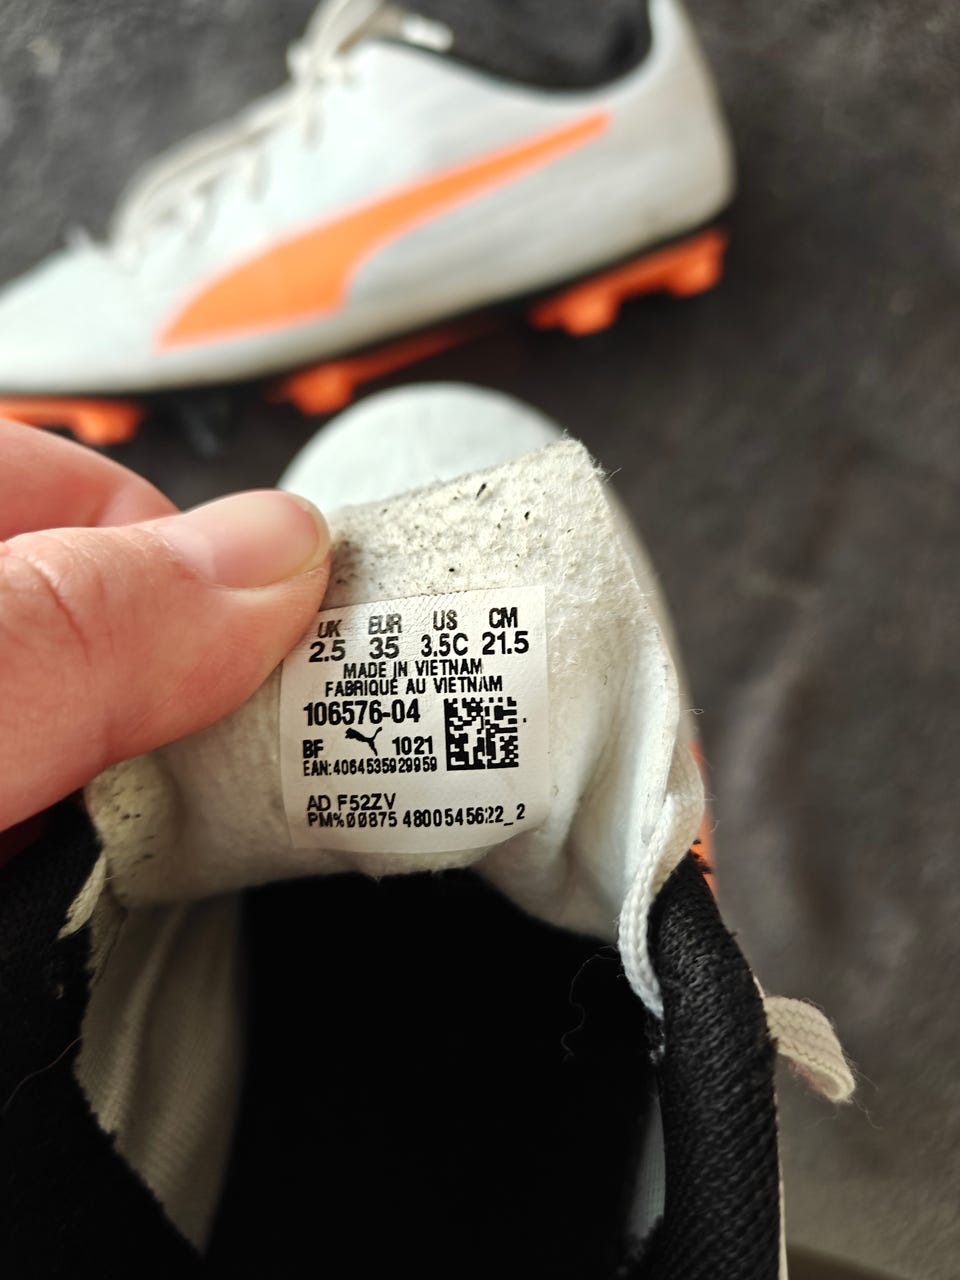 UK EUR US CM
2.5 35 3.5C 21.5
MADE IN VIETNAM
FABRIQUÉ AU VIETNAM
106576-04
BF 1021
EAN:4064535929959
AD F52ZV
PM%00875 4800545622_2